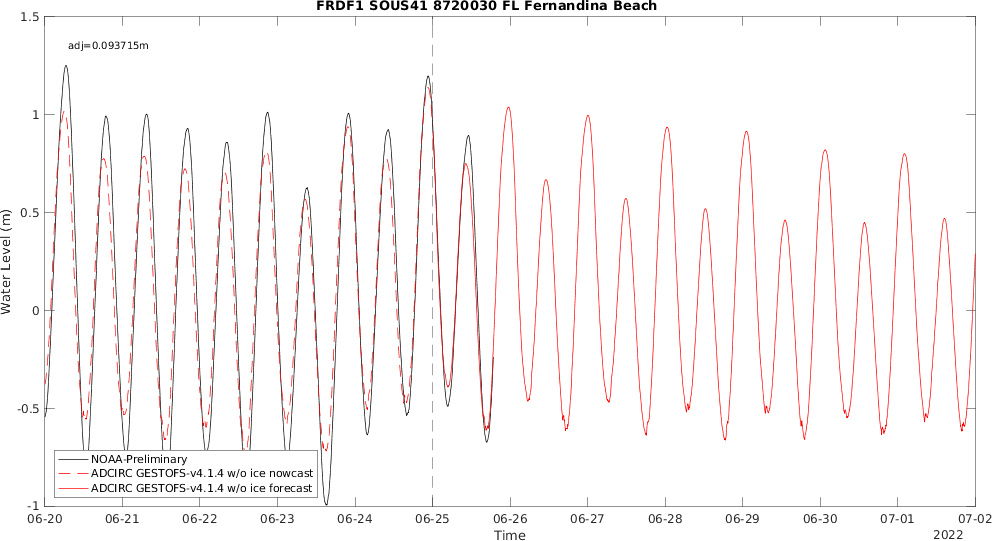 FRDF1 SOUS41 8720030 FL Fernandina Beach
adj=0.093715m
1.5
1
0.5
0
-0.5
-1
Water Level (m)
NOAA-Preliminary
ADCIRC GESTOFS-v4.1.4 w/o ice nowcast
ADCIRC GESTOFS-v4.1.4 w/o ice forecast
06-20 06-21 06-22 06-23 06-24 06-25 06-26 06-27 06-28 06-29 06-30 07-01 07-02
Time
2022